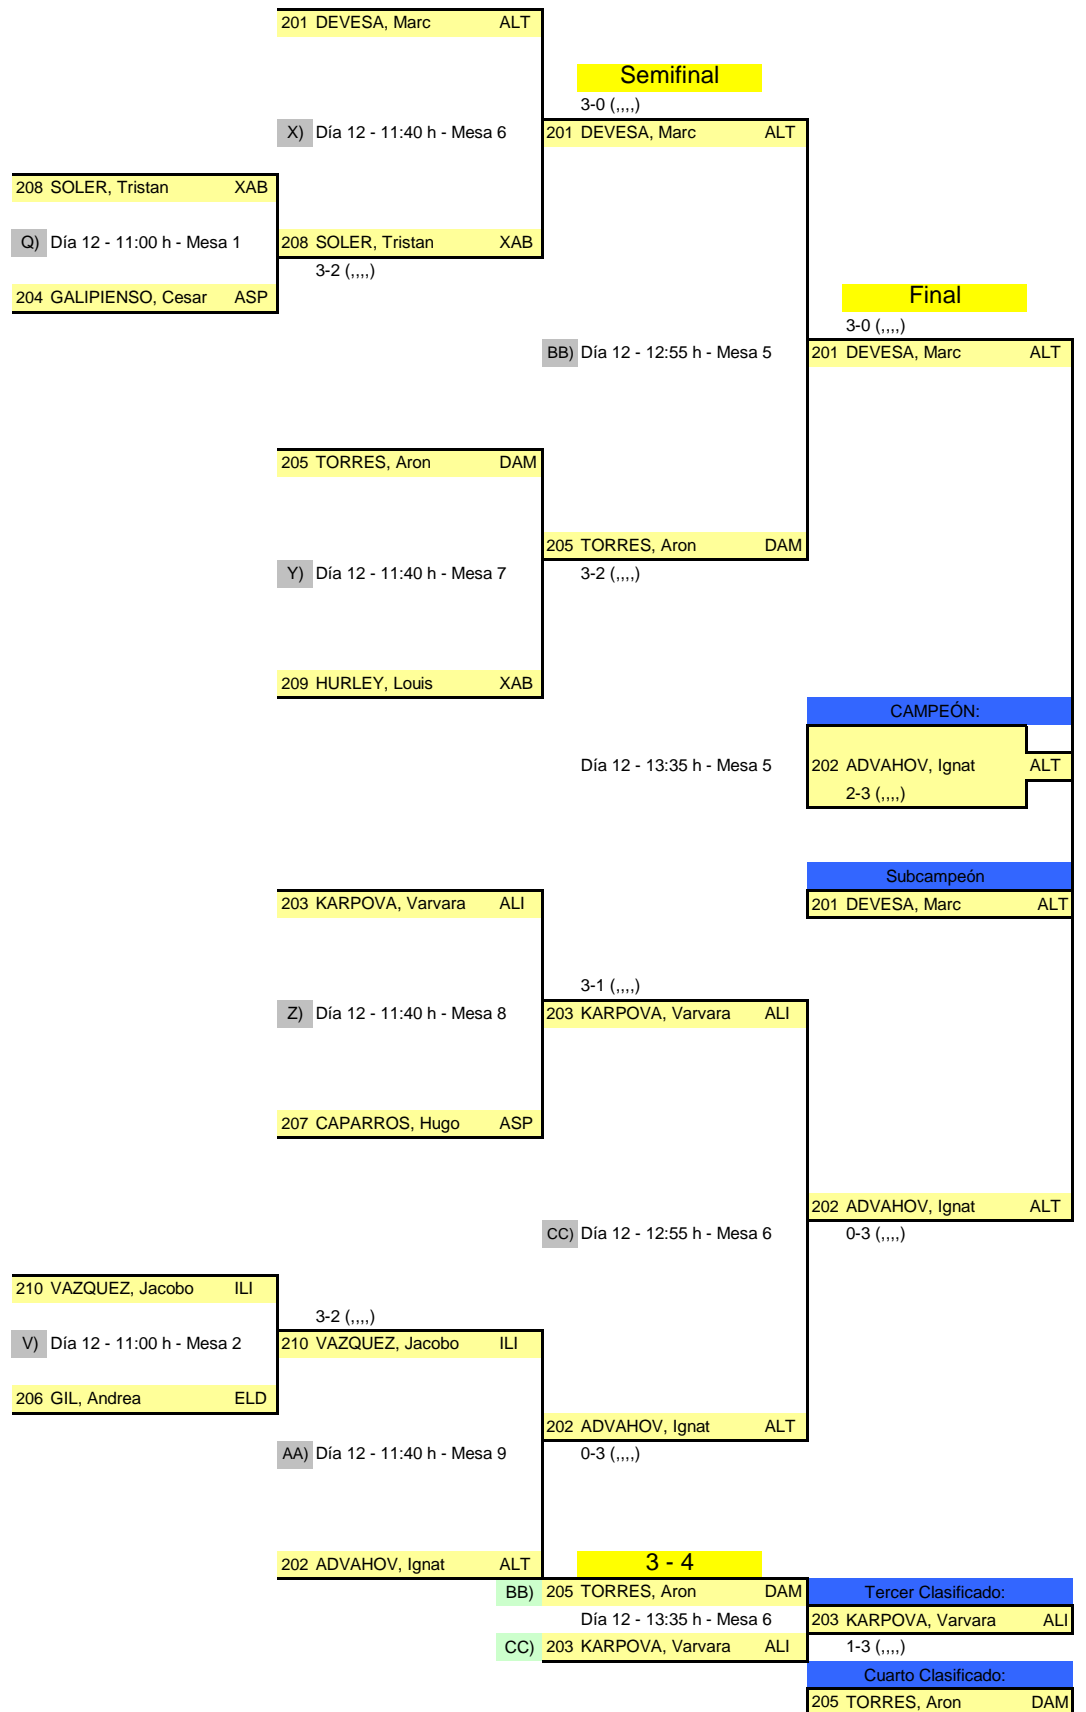 201 DEVESA, Marc ALT
Semifinal
3-0 (,,,,)
X) Día 12 - 11:40 h - Mesa 6
201 DEVESA, Marc ALT
208 SOLER, Tristan XAB
Q) Día 12 - 11:00 h - Mesa 1
208 SOLER, Tristan XAB
3-2 (,,,,)
204 GALIPIENSO, Cesar ASP
Final
3-0 (,,,,)
BB) Día 12 - 12:55 h - Mesa 5
201 DEVESA, Marc ALT
205 TORRES, Aron DAM
205 TORRES, Aron DAM
Y) Día 12 - 11:40 h - Mesa 7
3-2 (,,,,)
209 HURLEY, Louis XAB
CAMPEÓN:
Día 12 - 13:35 h - Mesa 5
202 ADVAHOV, Ignat ALT
2-3 (,,,,)
Subcampeón
203 KARPOVA, Varvara ALI
201 DEVESA, Marc ALT
3-1 (,,,,)
Z) Día 12 - 11:40 h - Mesa 8
203 KARPOVA, Varvara ALI
207 CAPARROS, Hugo ASP
202 ADVAHOV, Ignat ALT
CC) Día 12 - 12:55 h - Mesa 6
0-3 (,,,,)
210 VAZQUEZ, Jacobo ILI
3-2 (,,,,)
V) Día 12 - 11:00 h - Mesa 2
210 VAZQUEZ, Jacobo ILI
206 GIL, Andrea ELD
202 ADVAHOV, Ignat ALT
AA) Día 12 - 11:40 h - Mesa 9
0-3 (,,,,)
202 ADVAHOV, Ignat ALT
3 - 4
BB) 205 TORRES, Aron DAM
Tercer Clasificado:
Día 12 - 13:35 h - Mesa 6
203 KARPOVA, Varvara ALI
CC) 203 KARPOVA, Varvara ALI
1-3 (,,,,)
Cuarto Clasificado:
205 TORRES, Aron DAM